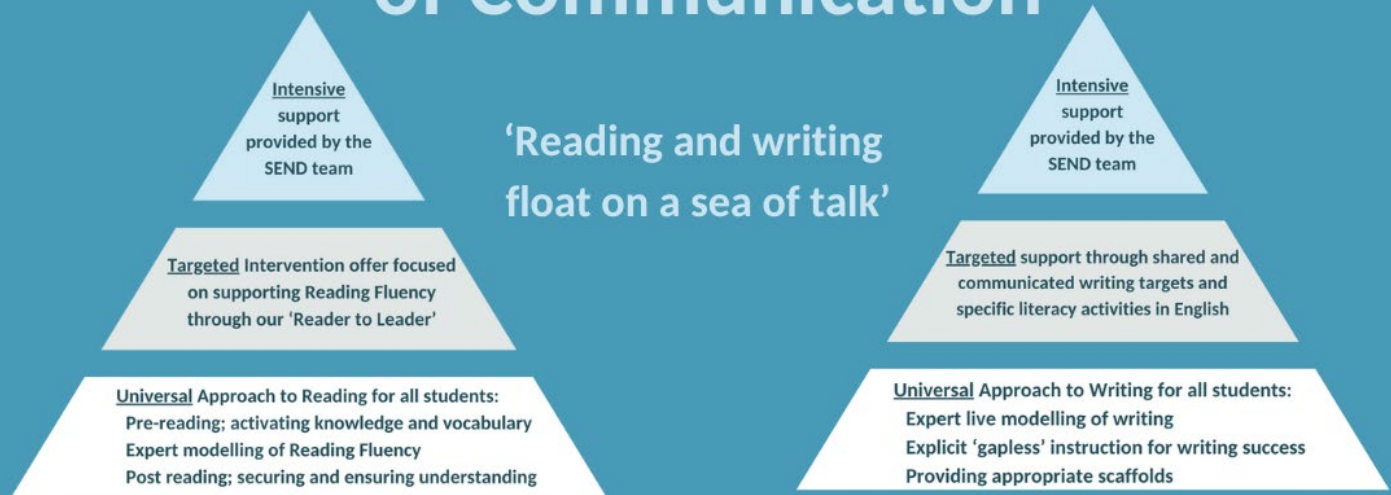 of Communication
Intensive
support
provided by the
SEND team
Targeted Intervention offer focused
on supporting Reading Fluency
through our ‘Reader to Leader’
Universal Approach to Reading for all students:
Pre-reading; activating knowledge and vocabulary
Expert modelling of Reading Fluency
Post reading; securing and ensuring understanding
‘Reading and writing
float on a sea of talk’
Intensive
support
provided by the
SEND team
Targeted support through shared and
communicated writing targets and
specific literacy activities in English
Universal Approach to Writing for all students:
Expert live modelling of writing
Explicit ‘gapless’ instruction for writing success
Providing appropriate scaffolds